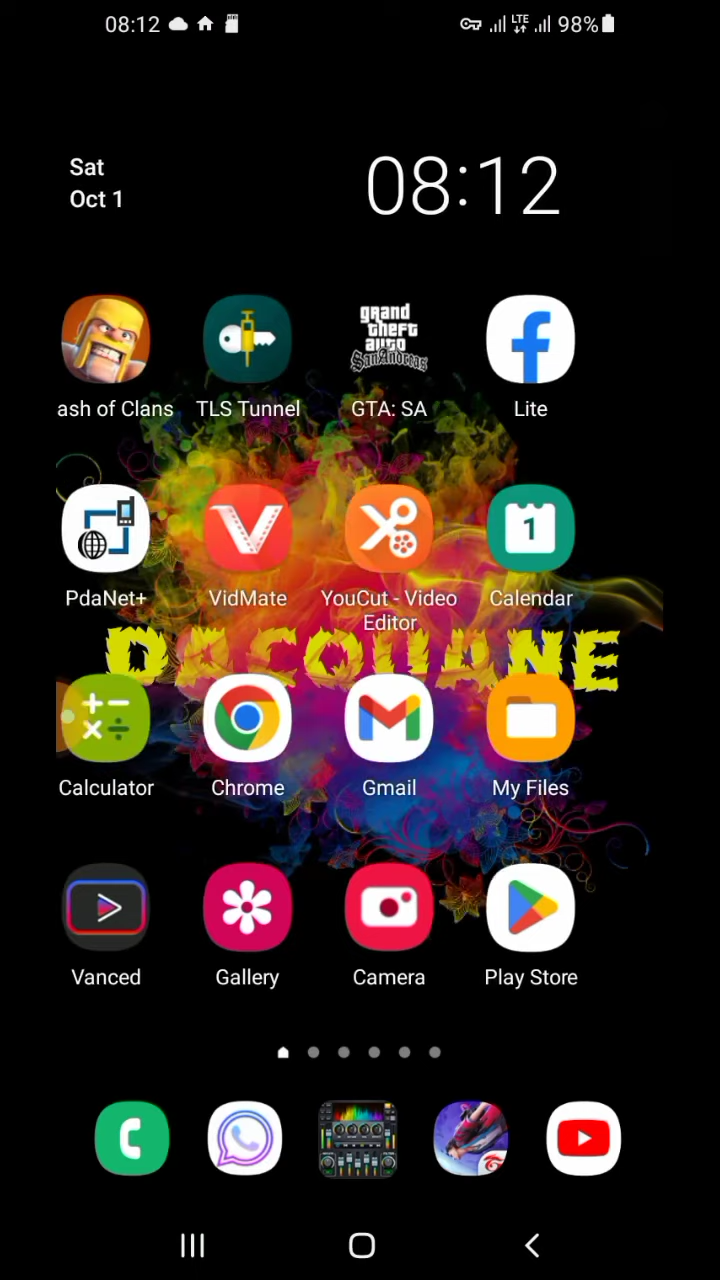 08:12
LTE
98%
Sat
Oct 1
08:12
grand
theft
auto
San Andreas
ash of Clans
TLS Tunnel
GTA: SA
Lite
1
PdaNet+
VidMate
YouCut - Video
Editor
Calendar
DACOUANE
Calculator
Chrome
Gmail
My Files
Vanced
Gallery
Camera
Play Store